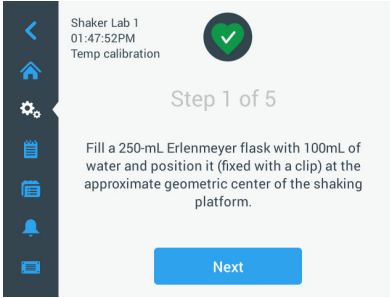 Shaker Lab 1
01:47:52PM
Temp calibration
Step 1 of 5
Fill a 250-mL Erlenmeyer flask with 100mL of
water and position it (fixed with a clip) at the
approximate geometric center of the shaking
platform.
Next